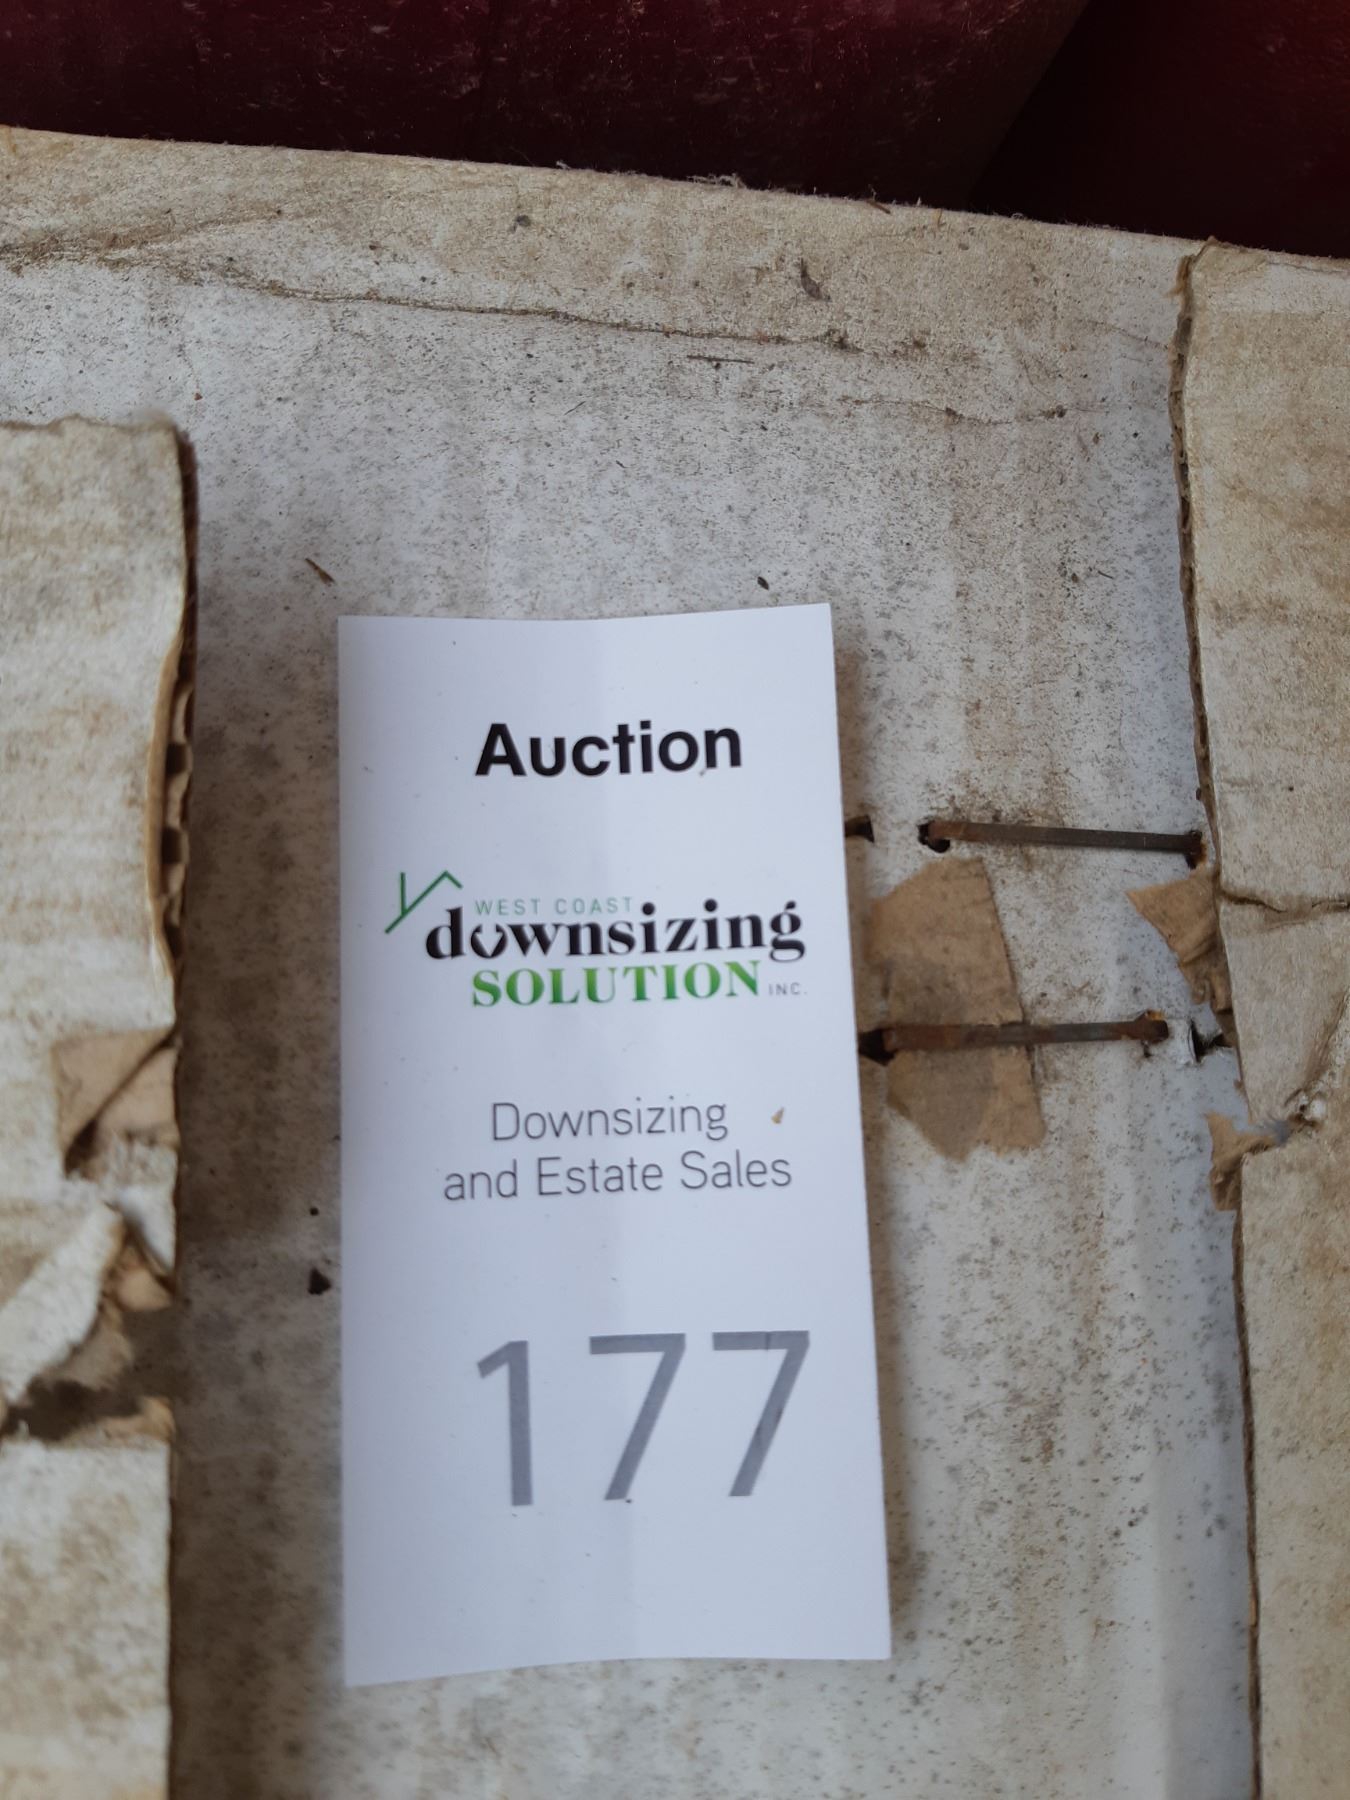 Auction
WEST COAST
downsizing
SOLUTION INC.
Downsizing
and Estate Sales
177